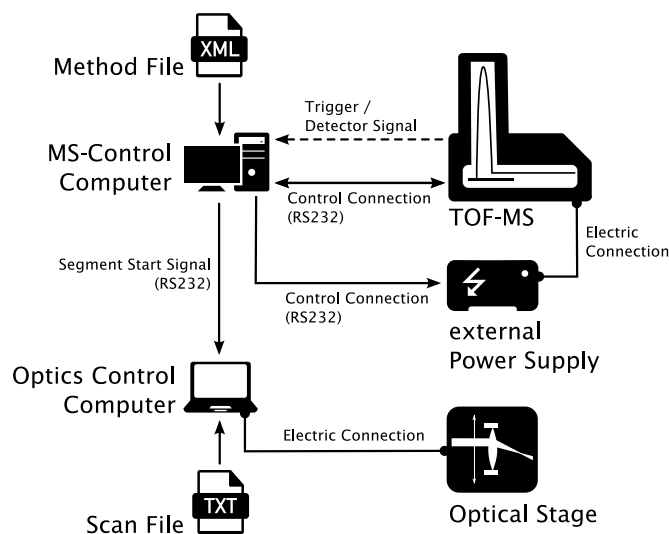 XML
Method File
Trigger /
Detector Signal
MS-Control
Computer
Control Connection
(RS232)
TOF-MS
Electric
Connection
Segment Start Signal
(RS232)
Control Connection
(RS232)
external
Power Supply
Optics Control
Computer
Electric Connection
TXT
Scan File
Optical Stage